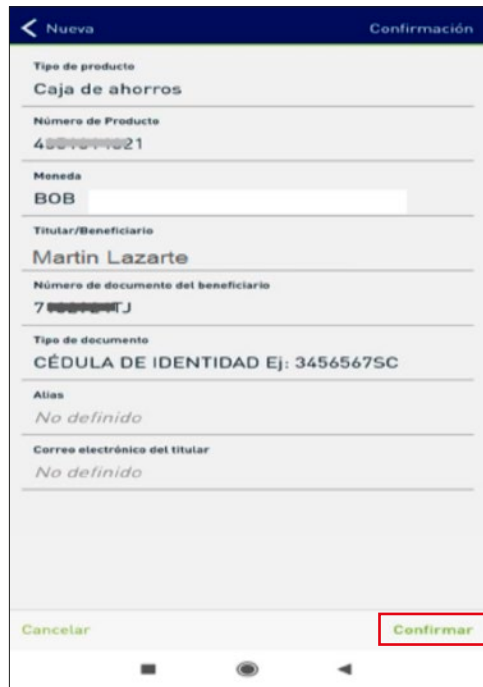 Nueva Confirmación
Tipo de producto
Caja de ahorros
Número de Producto
Moneda
BOB
Titular/Beneficiario
Martin Lazarte
Número de documento del beneficiario
Tipo de documento
CÉDULA DE IDENTIDAD Ej: 3456567SC
Alias
No definido
Correo electrónico del titular
No definido
Cancelar Confirmar